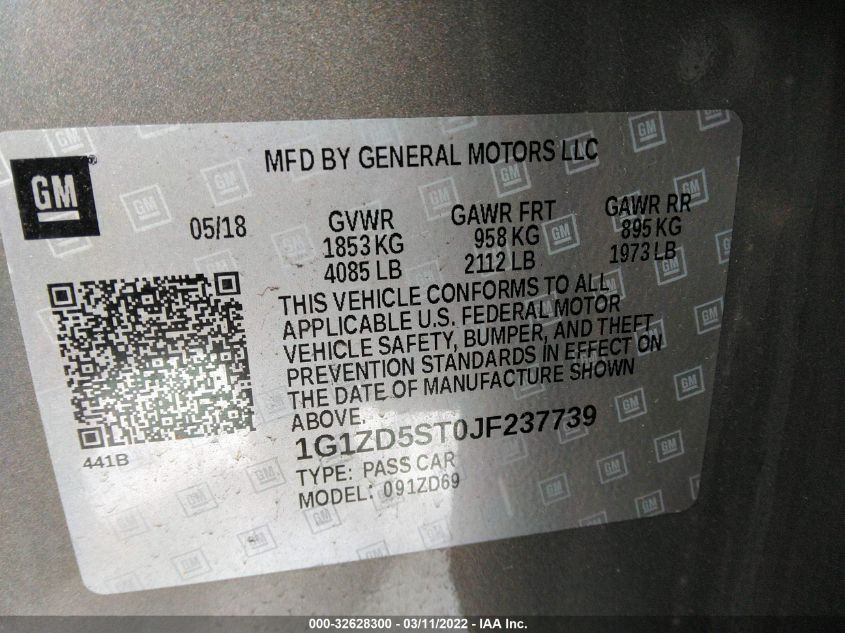 MFD BY GENERAL MOTORS LLC
GM®
05/18
GVWR
1853 KG
4085 LB
GAWR FRT
958 KG
2112 LB
GAWR RR
895 KG
1973 LB
THIS VEHICLE CONFORMS TO ALL
APPLICABLE U.S. FEDERAL MOTOR
VEHICLE SAFETY, BUMPER, AND THEFT
PREVENTION STANDARDS IN EFFECT ON
THE DATE OF MANUFACTURE SHOWN
ABOVE.
1G1ZD5ST0JF237739
TYPE: PASS CAR
MODEL: 091ZD69
441B
000-32628300 - 03/11/2022 - 1G1ZD5ST0JF237739